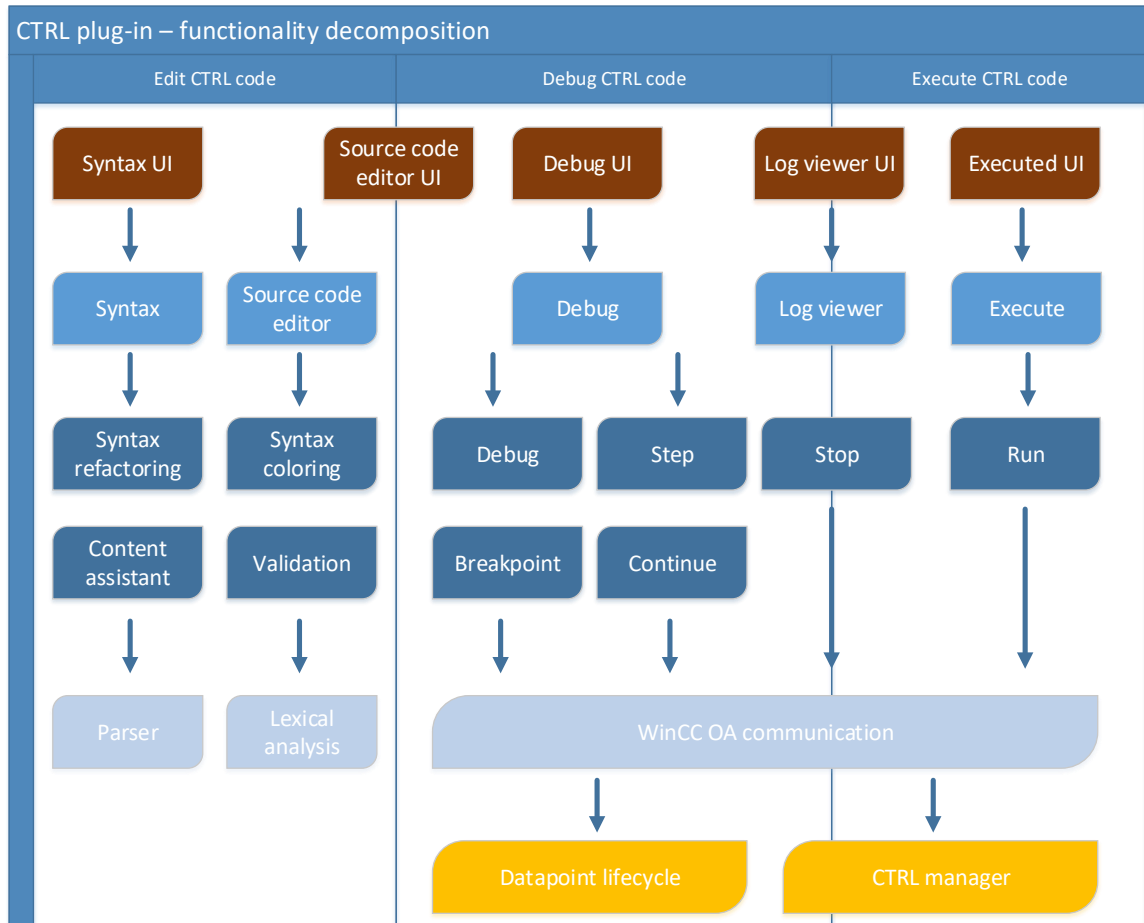 CTRL plug-in – functionality decomposition
Edit CTRL code
Debug CTRL code
Execute CTRL code
Syntax UI
Source code
editor UI
Debug UI
Log viewer UI
Executed UI
Syntax
Source code
editor
Debug
Log viewer
Execute
Syntax
refactoring
Syntax
coloring
Debug
Step
Stop
Run
Content
assistant
Validation
Breakpoint
Continue
Parser
Lexical
analysis
WinCC OA communication
Datapoint lifecycle
CTRL manager